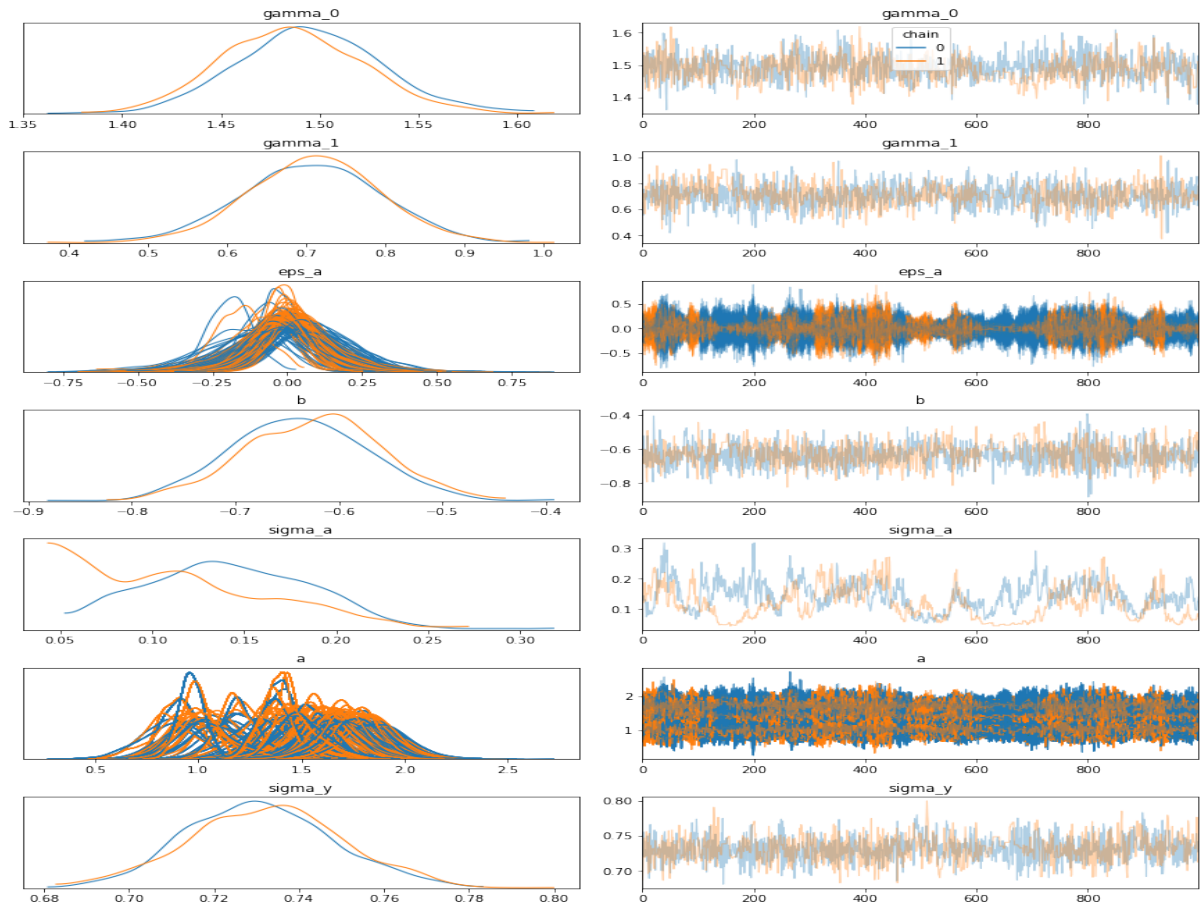 gamma_0 gamma_0
chain
0
1
1.6
1.5
1.4
1.35 1.40 1.45 1.50 1.55 1.60 0 200 400 600 800
gamma_1 gamma_1
1.0
0.8
0.6
0.4
0.4 0.5 0.6 0.7 0.8 0.9 1.0 0 200 400 600 800
eps_a eps_a
0.5
0.0
−0.5
−0.75 −0.50 −0.25 0.00 0.25 0.50 0.75 0 200 400 600 800
b b
−0.4
−0.6
−0.8
−0.9 −0.8 −0.7 −0.6 −0.5 −0.4 0 200 400 600 800
sigma_a sigma_a
0.3
0.2
0.1
0.05 0.10 0.15 0.20 0.25 0.30 0 200 400 600 800
a a
2
1
0.5 1.0 1.5 2.0 2.5 0 200 400 600 800
sigma_y sigma_y
0.80
0.75
0.70
0.68 0.70 0.72 0.74 0.76 0.78 0.80 0 200 400 600 800